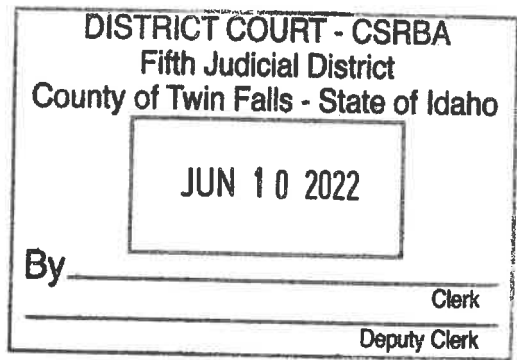 DISTRICT COURT - CSRBA
Fifth Judicial District
County of Twin Falls - State of Idaho
JUN 10 2022
By
Clerk
Deputy Clerk